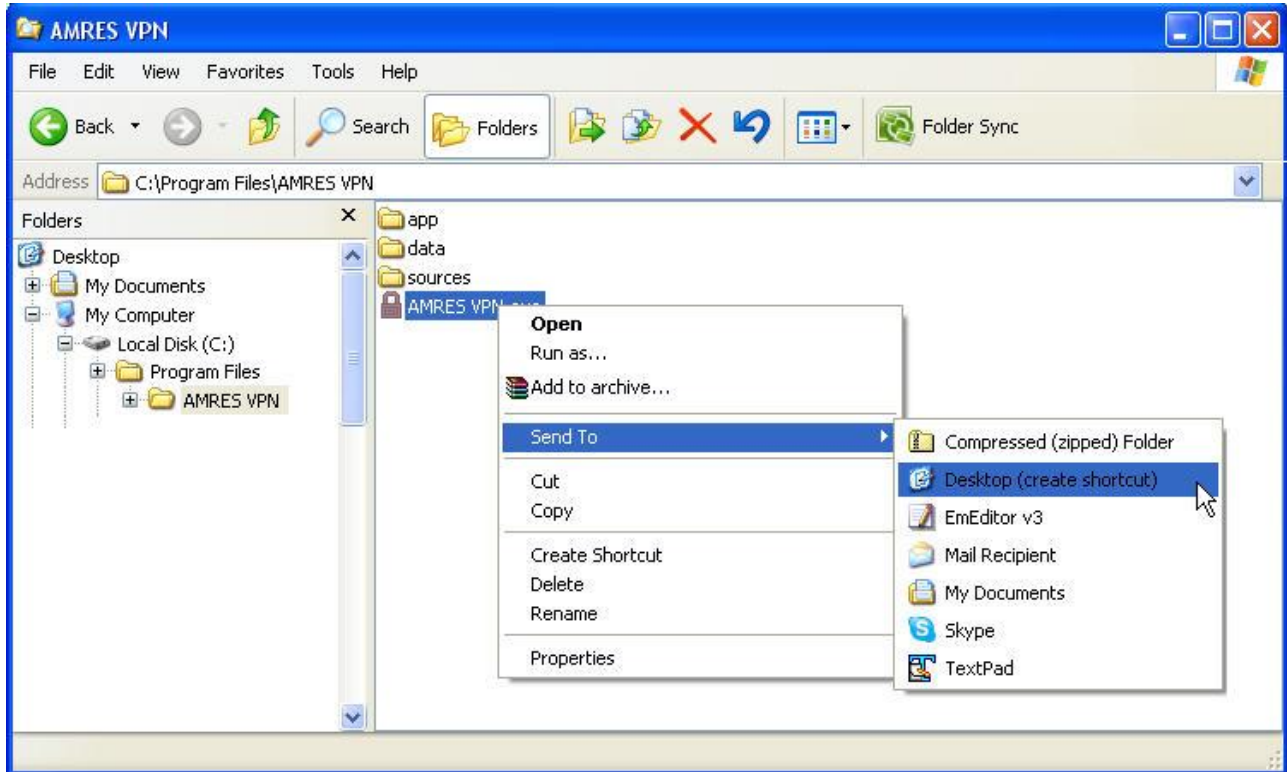 AMRES VPN
File Edit View Favorites Tools Help
Back Search Folders Folder Sync
Address C:\Program Files\AMRES VPN
Folders
Desktop
My Documents
My Computer
Local Disk (C:)
Program Files
AMRES VPN
app
data
sources
AMRES VPN
Open
Run as...
Add to archive...
Send To
Cut
Copy
Create Shortcut
Delete
Rename
Properties
Compressed (zipped) Folder
Desktop (create shortcut)
EmEditor v3
Mail Recipient
My Documents
Skype
TextPad